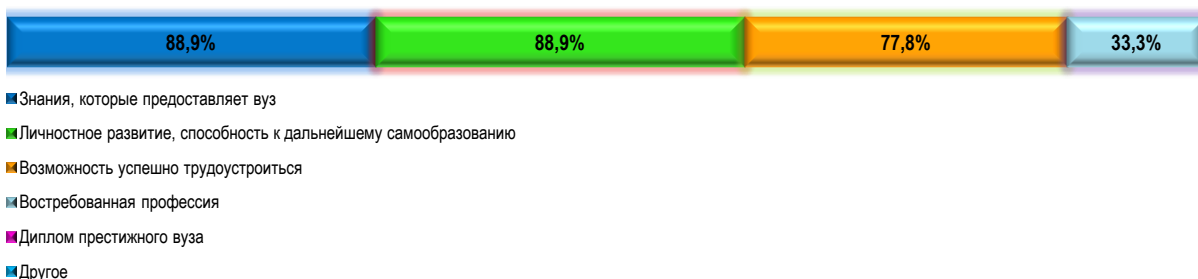 88,9% 88,9% 77,8% 33,3%
Знания, которые предоставляет вуз
Личностное развитие, способность к дальнейшему самообразованию
Возможность успешно трудоустроиться
Востребованная профессия
Диплом престижного вуза
Другое